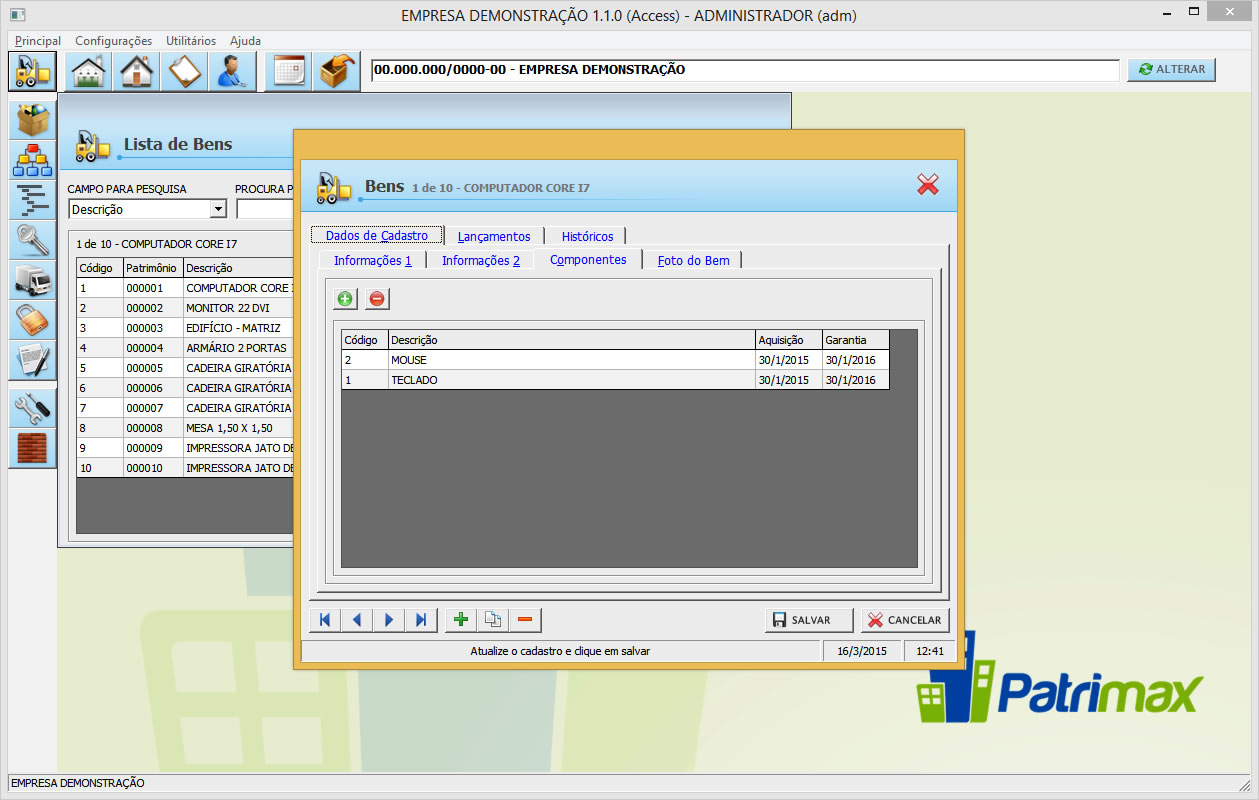 EMPRESA DEMONSTRAÇÃO 1.1.0 (Access) - ADMINISTRADOR (adm)
Principal Configurações Utilitários Ajuda
00.000.000/0000-00 - EMPRESA DEMONSTRAÇÃO
ALTERAR
Lista de Bens
CAMPO PARA PESQUISA PROCURA P
Descrição
1 de 10 - COMPUTADOR CORE I7
Código Patrimônio Descrição
1 000001 COMPUTADOR CORE I
2 000002 MONITOR 22 DVI
3 000003 EDIFÍCIO - MATRIZ
4 000004 ARMÁRIO 2 PORTAS
5 000005 CADEIRA GIRATÓRIA
6 000006 CADEIRA GIRATÓRIA
7 000007 CADEIRA GIRATÓRIA
8 000008 MESA 1,50 X 1,50
9 000009 IMPRESSORA JATO DE
10 000010 IMPRESSORA JATO DE
Bens 1 de 10 - COMPUTADOR CORE I7
Dados de Cadastro Lançamentos Históricos
Informações 1 Informações 2 Componentes Foto do Bem
Código Descrição Aquisição Garantia
2 MOUSE 30/1/2015 30/1/2016
1 TECLADO 30/1/2015 30/1/2016
SALVAR CANCELAR
Atualize o cadastro e clique em salvar 16/3/2015 12:41
Patrimax
EMPRESA DEMONSTRAÇÃO